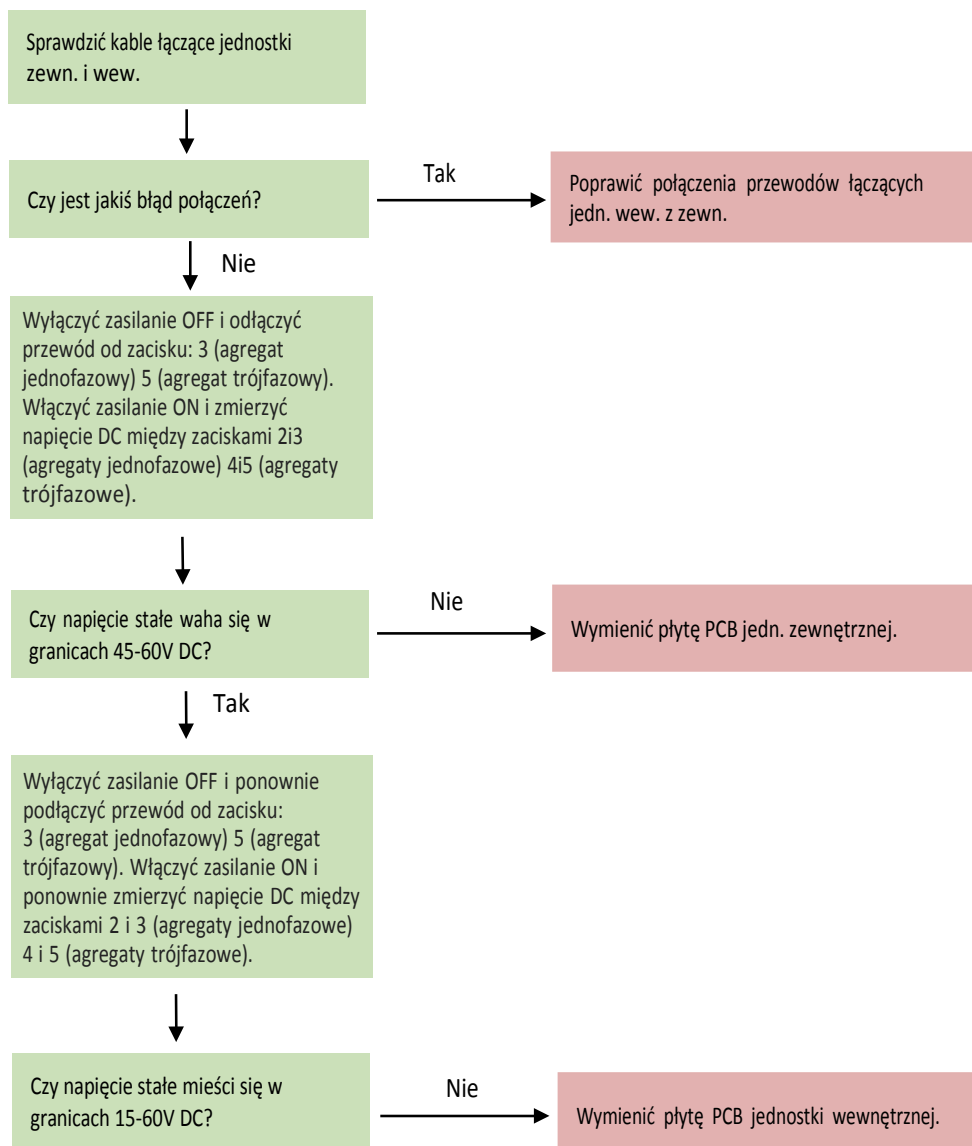 Sprawdzić kable łączące jednostki
zewn. i wew.
Czy jest jakiś błąd połączeń?
Tak
Poprawić połączenia przewodów łączących
jedn. wew. z zewn.
Nie
Wyłączyć zasilanie OFF i odłączyć
przewód od zacisku: 3 (agregat
jednofazowy) 5 (agregat trójfazowy).
Włączyć zasilanie ON i zmierzyć
napięcie DC między zaciskami 2i3
(agregaty jednofazowe) 4i5 (agregaty
trójfazowe).
Czy napięcie stałe waha się w
granicach 45-60V DC?
Nie
Wymienić płytę PCB jedn. zewnętrznej.
Tak
Wyłączyć zasilanie OFF i ponownie
podłączyć przewód od zacisku:
3 (agregat jednofazowy) 5 (agregat
trójfazowy). Włączyć zasilanie ON i
ponownie zmierzyć napięcie DC między
zaciskami 2 i 3 (agregaty jednofazowe)
4 i 5 (agregaty trójfazowe).
Czy napięcie stałe mieści się w
granicach 15-60V DC?
Nie
Wymienić płytę PCB jednostki wewnętrznej.